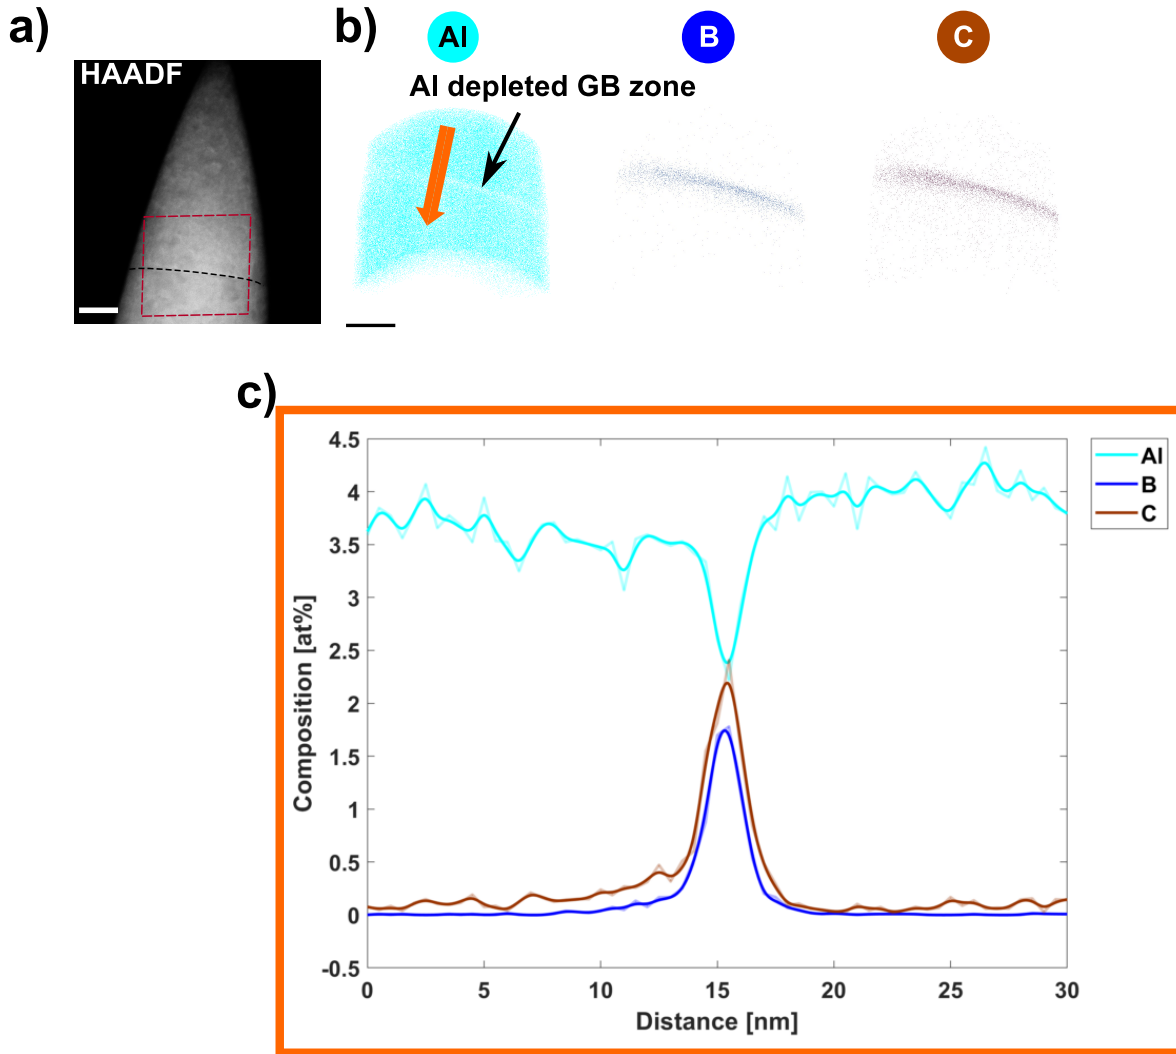 a)
HAADF
b)
Al
B
C
Al depleted GB zone
c)
4.5
4
3.5
3
2.5
2
1.5
1
0.5
0
-0.5
Composition [at%]
0 5 10 15 20 25 30
Distance [nm]
Al
B
C